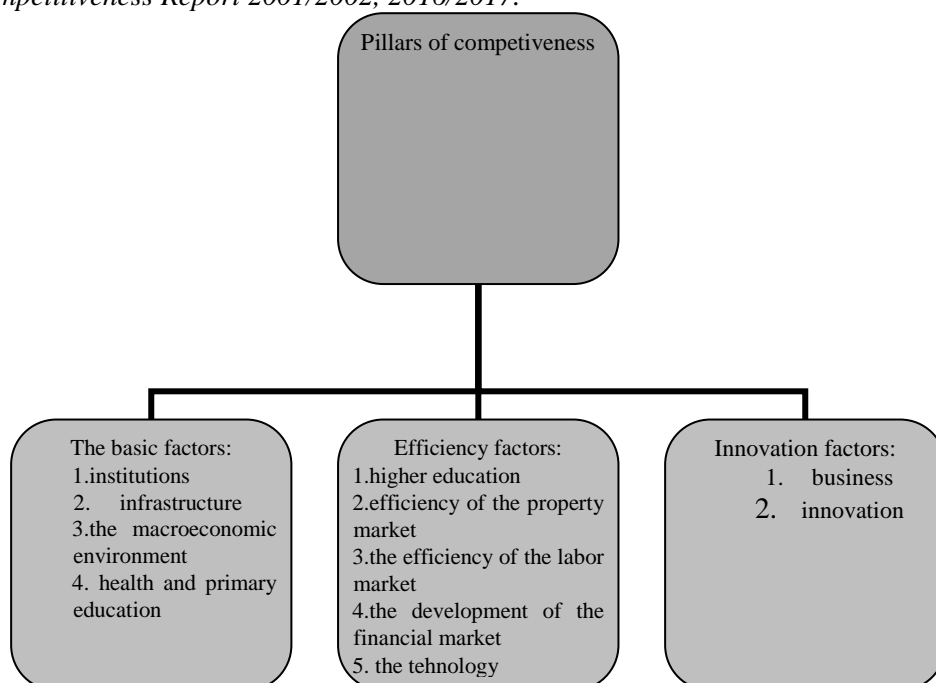 mpetitiveness Report 2001/2002, 2016/2017.
Pillars of competiveness
The basic factors:
1.institutions
2. infrastructure
3.the macroeconomic
environment
4. health and primary
education
Efficiency factors:
1.higher education
2.efficiency of the property
market
3.the efficiency of the labor
market
4.the development of the
financial market
5. the tehnology
Innovation factors:
1. business
2. innovation